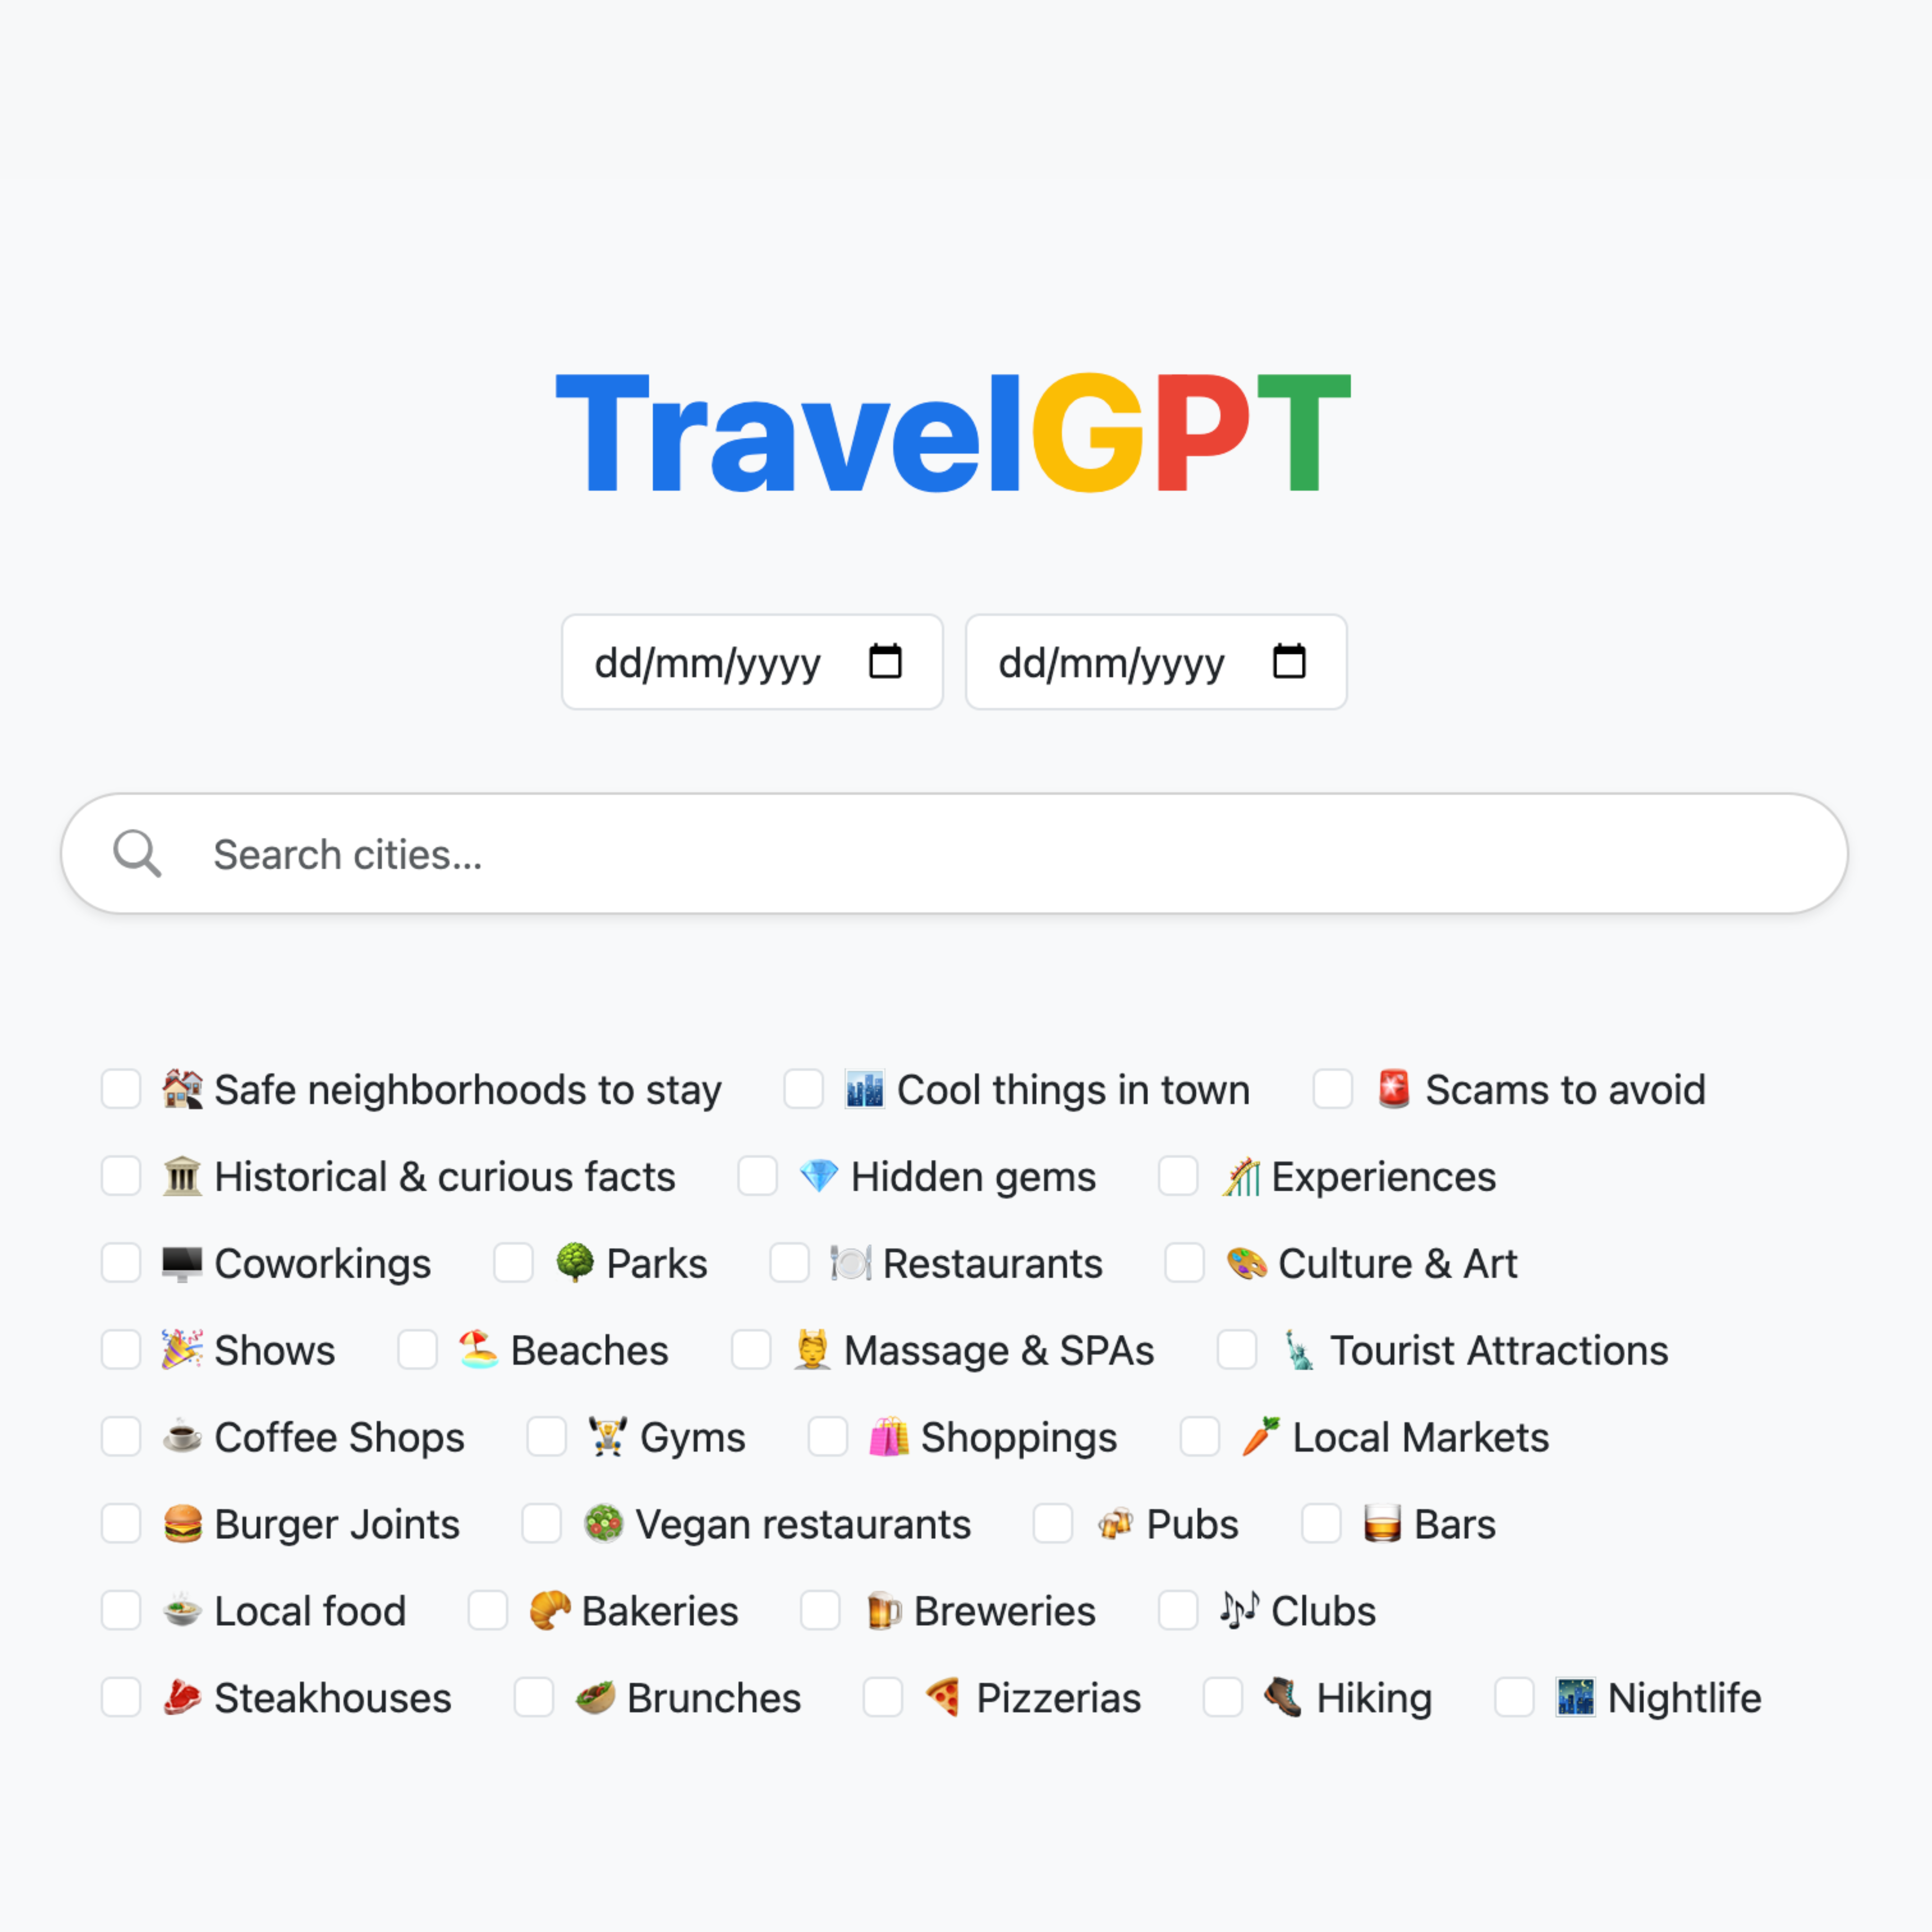 TravelGPT
dd/mm/yyyy dd/mm/yyyy
Search cities...
Safe neighborhoods to stay Cool things in town Scams to avoid
Historical & curious facts Hidden gems Experiences
Coworkings Parks Restaurants Culture & Art
Shows Beaches Massage & SPAs Tourist Attractions
Coffee Shops Gyms Shoppings Local Markets
Burger Joints Vegan restaurants Pubs Bars
Local food Bakeries Breweries Clubs
Steakhouses Brunches Pizzerias Hiking Nightlife